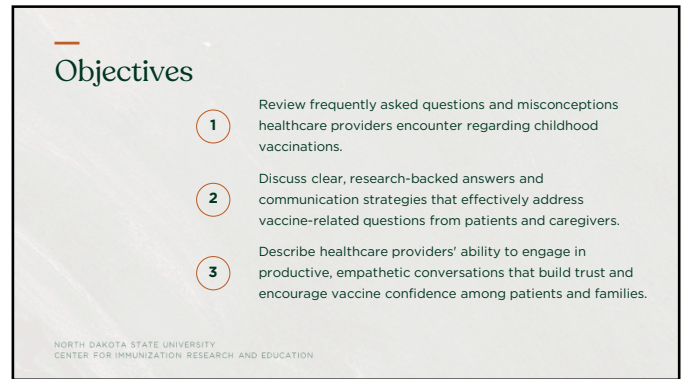 Objectives
1
Review frequently asked questions and misconceptions
healthcare providers encounter regarding childhood
vaccinations.
2
Discuss clear, research-backed answers and
communication strategies that effectively address
vaccine-related questions from patients and caregivers.
3
Describe healthcare providers' ability to engage in
productive, empathetic conversations that build trust and
encourage vaccine confidence among patients and families.
NORTH DAKOTA STATE UNIVERSITY
CENTER FOR IMMUNIZATION RESEARCH AND EDUCATION